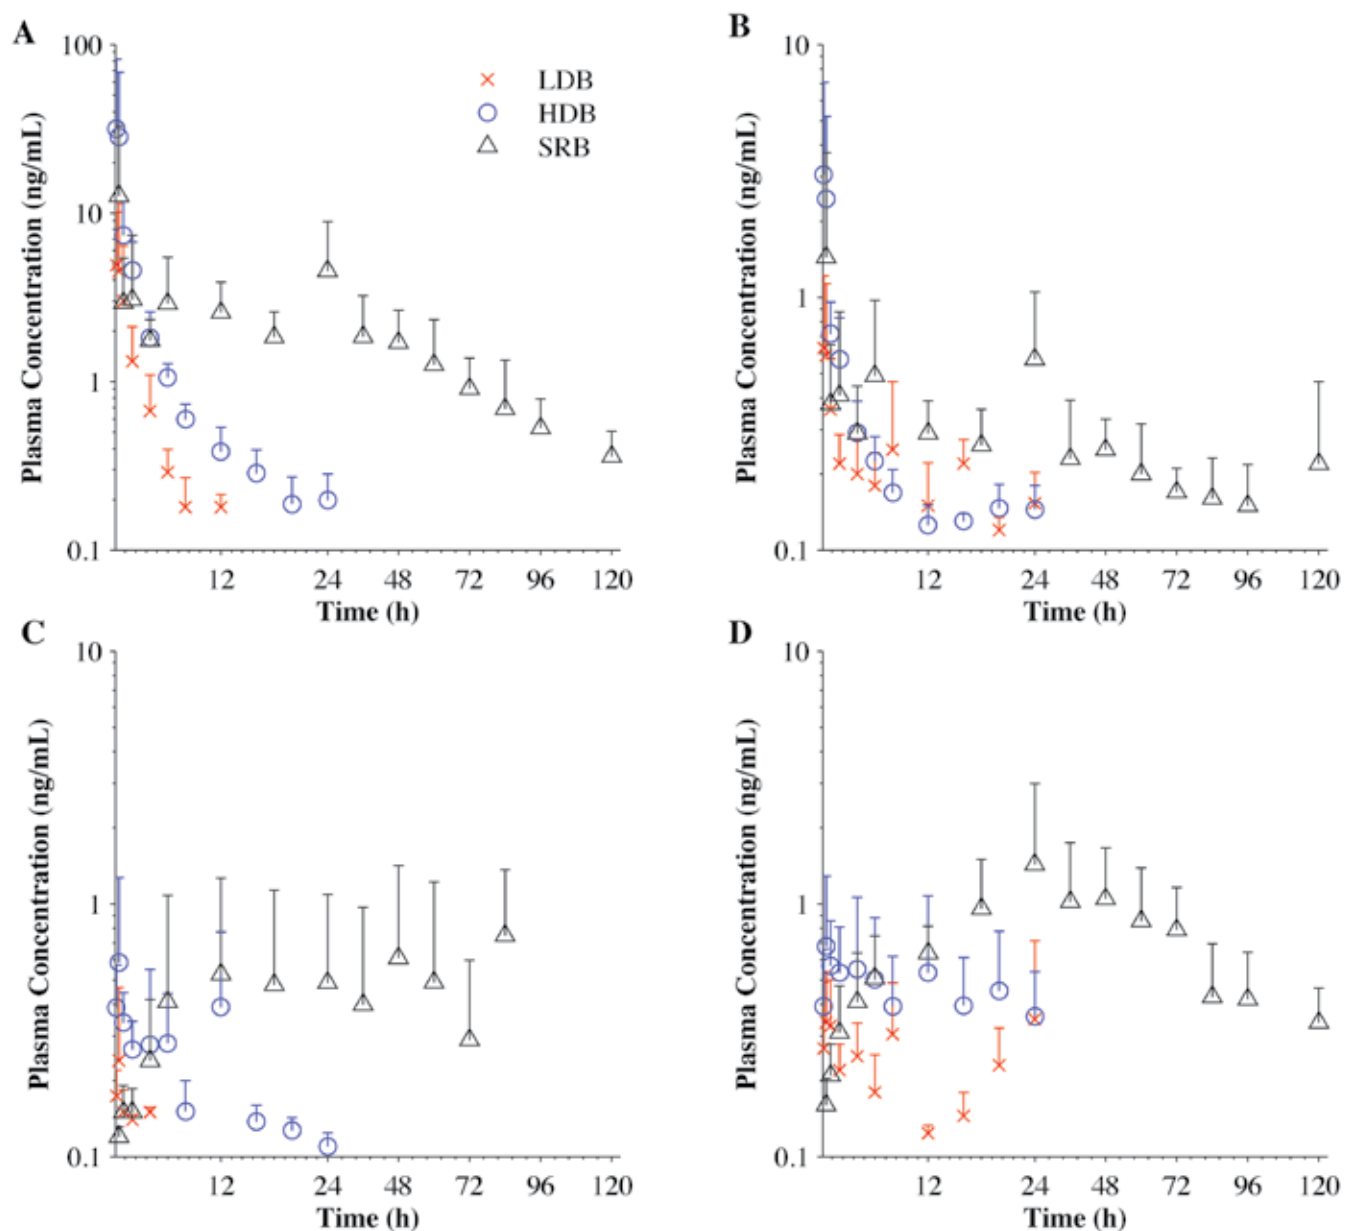 A
B
100
10
1
0.1
Plasma Concentration (ng/mL)
× LDB
○ HDB
△ SRB
12 24 48 72 96 120
Time (h)
10
1
0.1
Plasma Concentration (ng/mL)
12 24 48 72 96 120
Time (h)
C
D
10
1
0.1
Plasma Concentration (ng/mL)
12 24 48 72 96 120
Time (h)
10
1
0.1
Plasma Concentration (ng/mL)
12 24 48 72 96 120
Time (h)